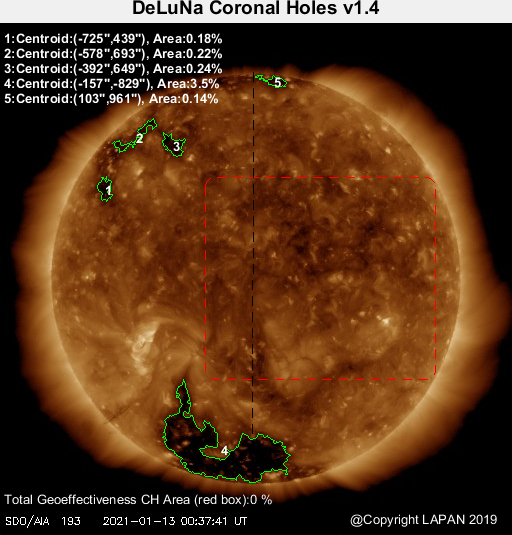 DeLuNa Coronal Holes v1.4
1:Centroid:(-725",439"), Area:0.18%
2:Centroid:(-578",693"), Area:0.22%
3:Centroid:(-392",649"), Area:0.24%
4:Centroid:(-157",-829"), Area:3.5%
5:Centroid:(103",961"), Area:0.14%
5
2
3
1
4
Total Geoeffectiveness CH Area (red box):0 %
SDO/AIA 193 2021-01-13 00:37:41 UT
@Copyright LAPAN 2019